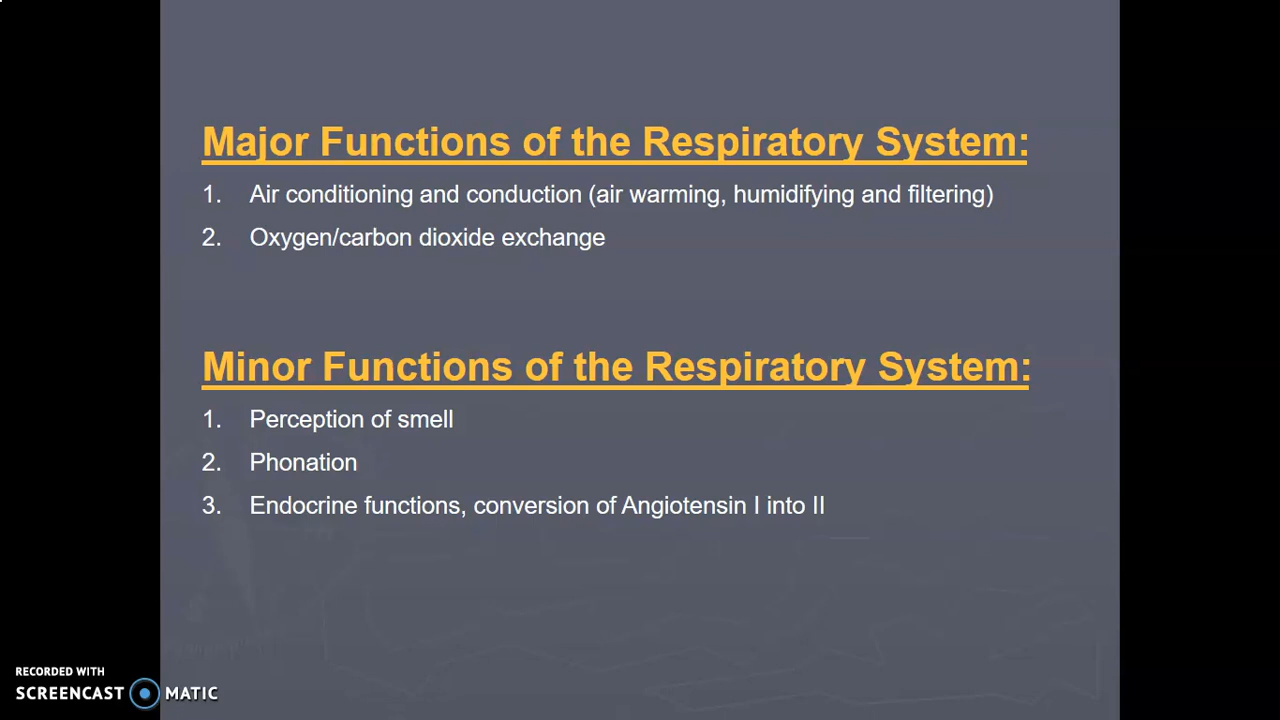 Major Functions of the Respiratory System:
1. Air conditioning and conduction (air warming, humidifying and filtering)
2. Oxygen/carbon dioxide exchange
Minor Functions of the Respiratory System:
1. Perception of smell
2. Phonation
3. Endocrine functions, conversion of Angiotensin I into II
RECORDED WITH
SCREENCAST MATIC